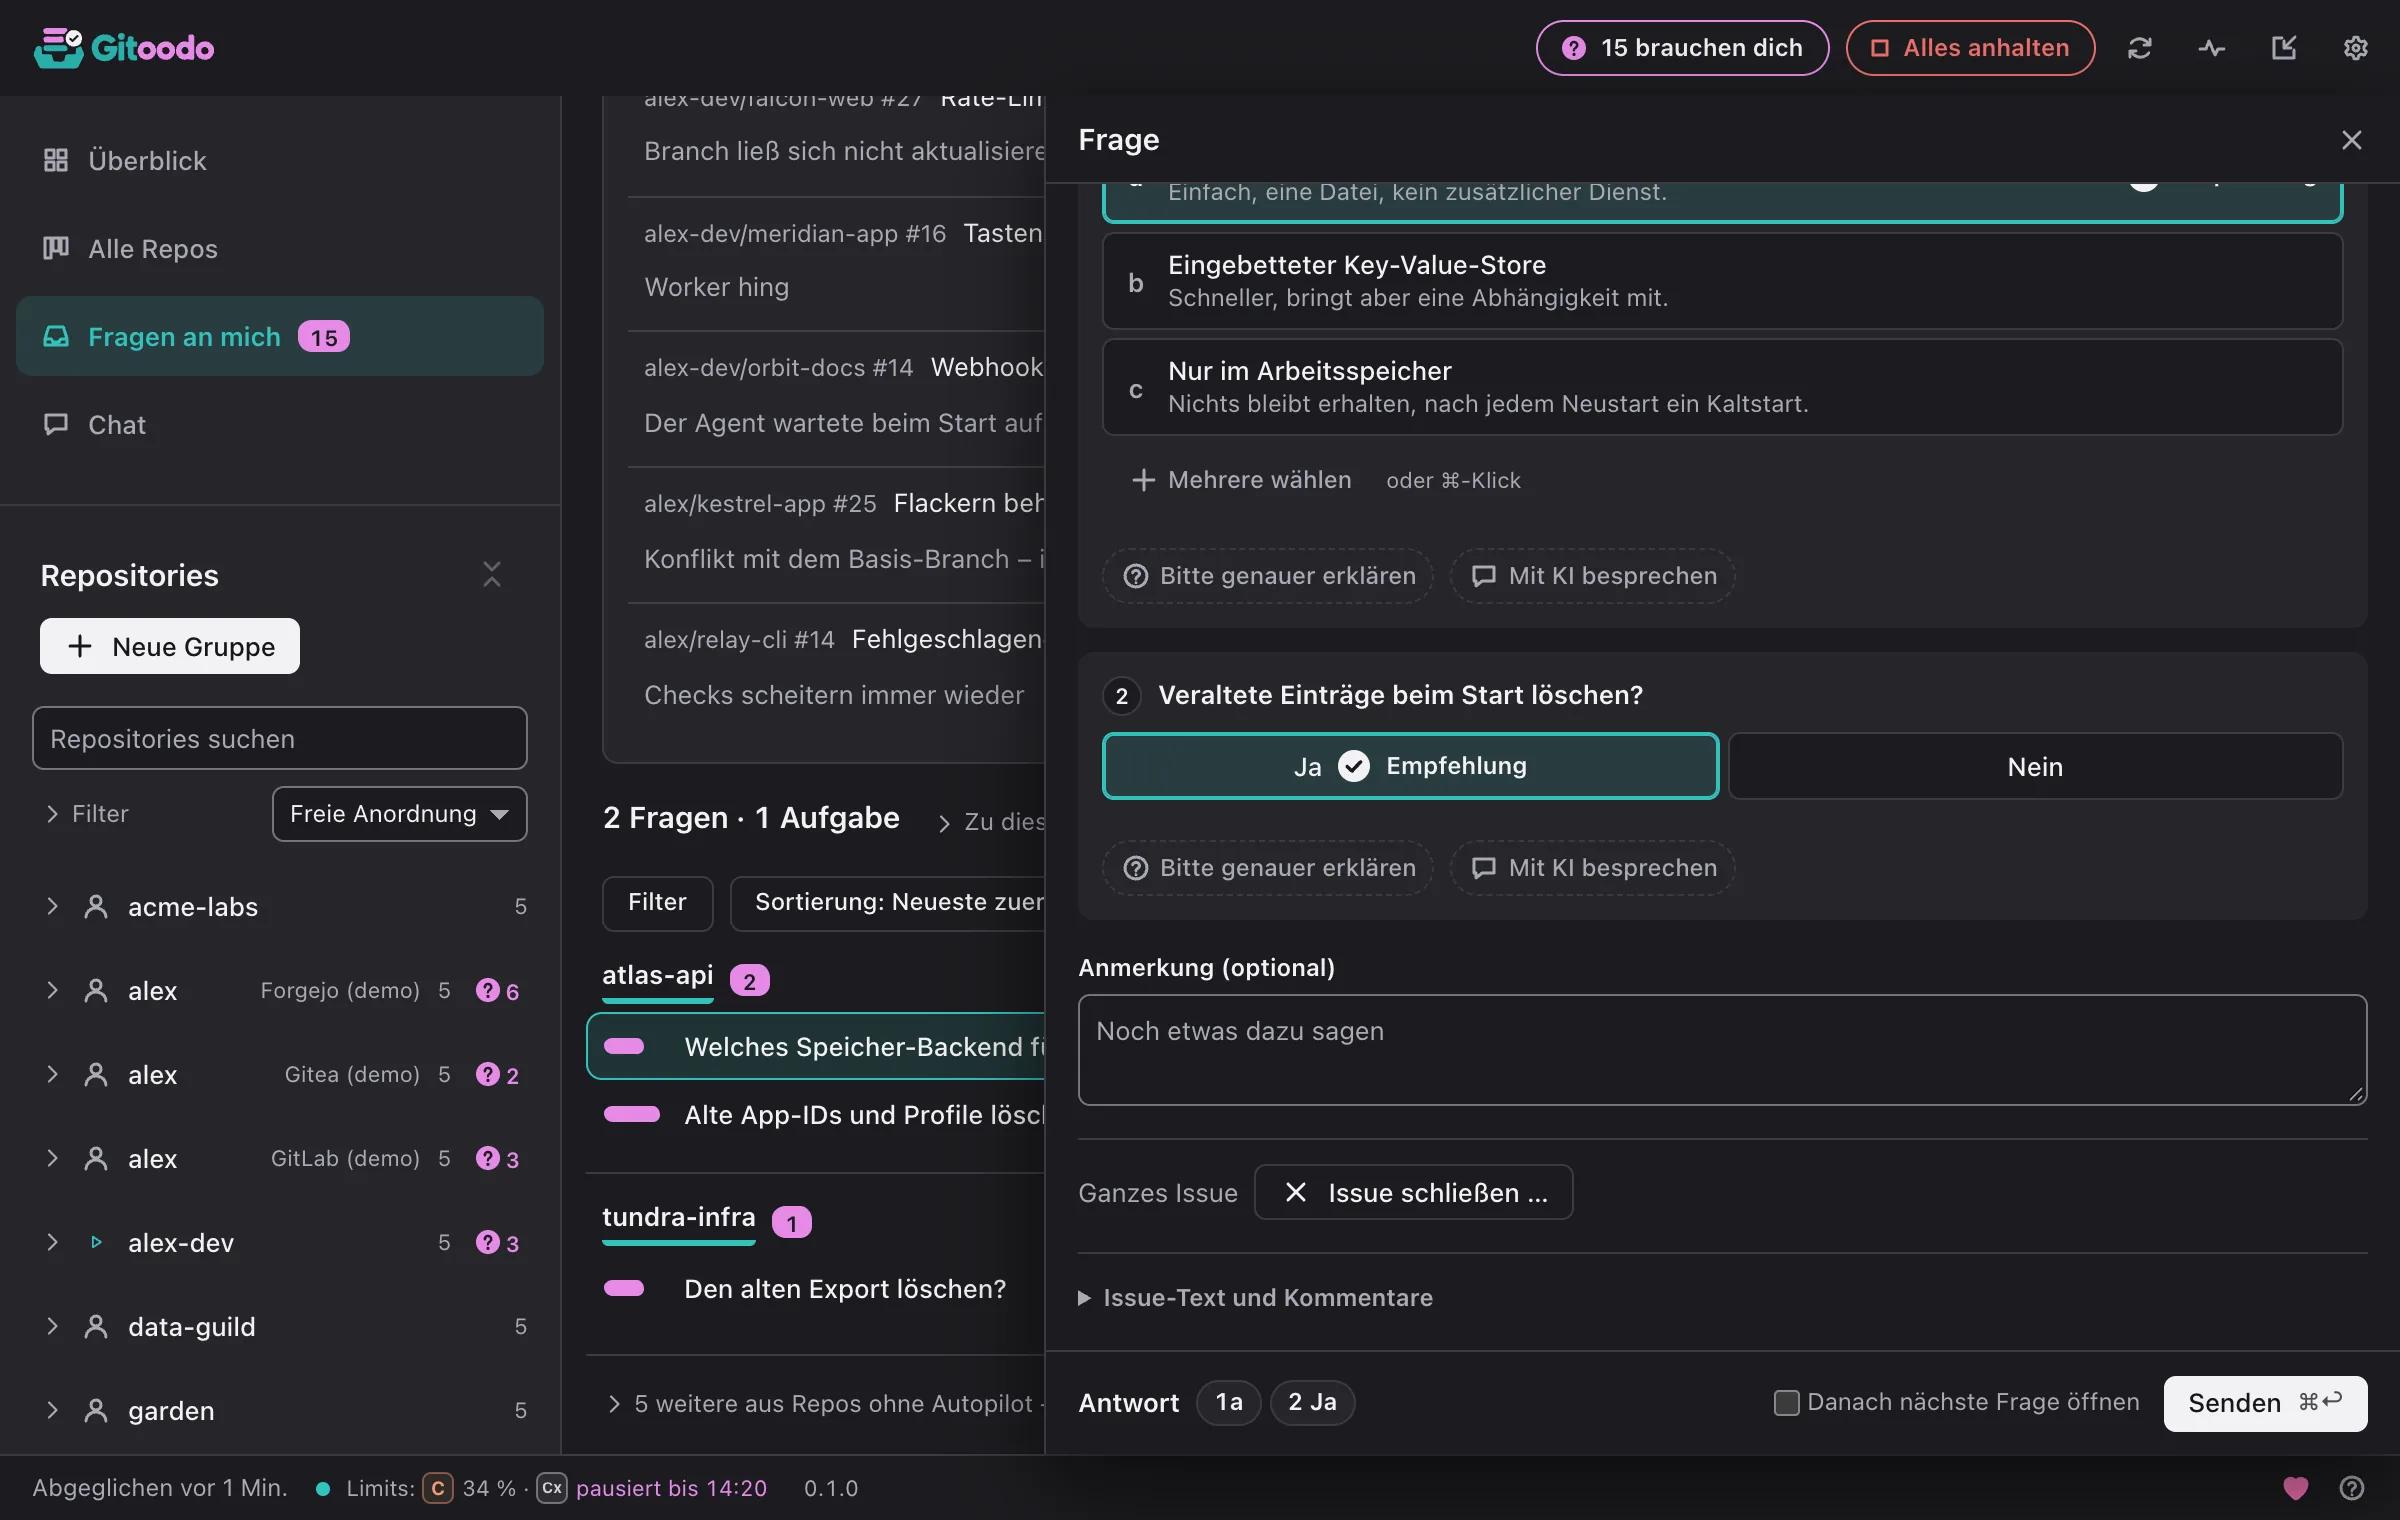 Gitoodo
15 brauchen dich
Alles anhalten
Überblick
Alle Repos
Fragen an mich 15
Chat
Repositories
Neue Gruppe
Repositories suchen
Filter
Freie Anordnung
acme-labs 5
alex Forgejo (demo) 5 ? 6
alex Gitea (demo) 5 ? 2
alex GitLab (demo) 5 ? 3
alex-dev 5 ? 3
data-guild 5
garden 5
alex-dev/falcon-web #27 Rate-Lim
Branch ließ sich nicht aktualisiere
alex-dev/meridian-app #16 Tasten
Worker hing
alex-dev/orbit-docs #14 Webhook
Der Agent wartete beim Start auf
alex/kestrel-app #25 Flackern beh
Konflikt mit dem Basis-Branch – i
alex/relay-cli #14 Fehlgeschlagen
Checks scheitern immer wieder
2 Fragen · 1 Aufgabe
Zu dies
Filter
Sortierung: Neueste zuer
atlas-api 2
Welches Speicher-Backend fü
Alte App-IDs und Profile lösch
tundra-infra 1
Den alten Export löschen?
5 weitere aus Repos ohne Autopilot
Frage
Einfach, eine Datei, kein zusätzlicher Dienst.
b Eingebetteter Key-Value-Store
Schneller, bringt aber eine Abhängigkeit mit.
c Nur im Arbeitsspeicher
Nichts bleibt erhalten, nach jedem Neustart ein Kaltstart.
Mehrere wählen oder ⌘-Klick
Bitte genauer erklären
Mit KI besprechen
2 Veraltete Einträge beim Start löschen?
Ja Empfehlung
Nein
Bitte genauer erklären
Mit KI besprechen
Anmerkung (optional)
Noch etwas dazu sagen
Ganzes Issue
Issue schließen ...
Issue-Text und Kommentare
Antwort 1a 2 Ja
Danach nächste Frage öffnen
Senden ⌘↩
Abgeglichen vor 1 Min.
Limits: C 34 % · Cx pausiert bis 14:20
0.1.0